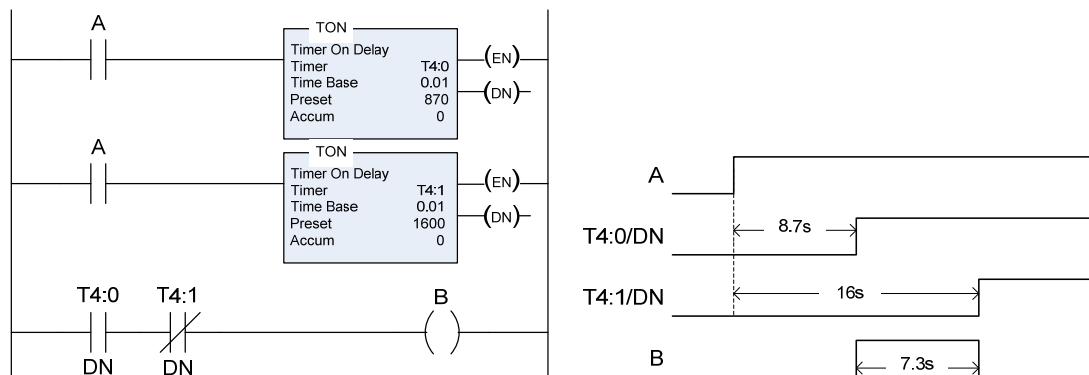 A
TON
Timer On Delay
Timer T4:0
Time Base 0.01
Preset 870
Accum 0
(EN)
(DN)
A
TON
Timer On Delay
Timer T4:1
Time Base 0.01
Preset 1600
Accum 0
(EN)
(DN)
T4:0 T4:1 B
DN DN
A
T4:0/DN 8.7s
T4:1/DN 16s
B 7.3s